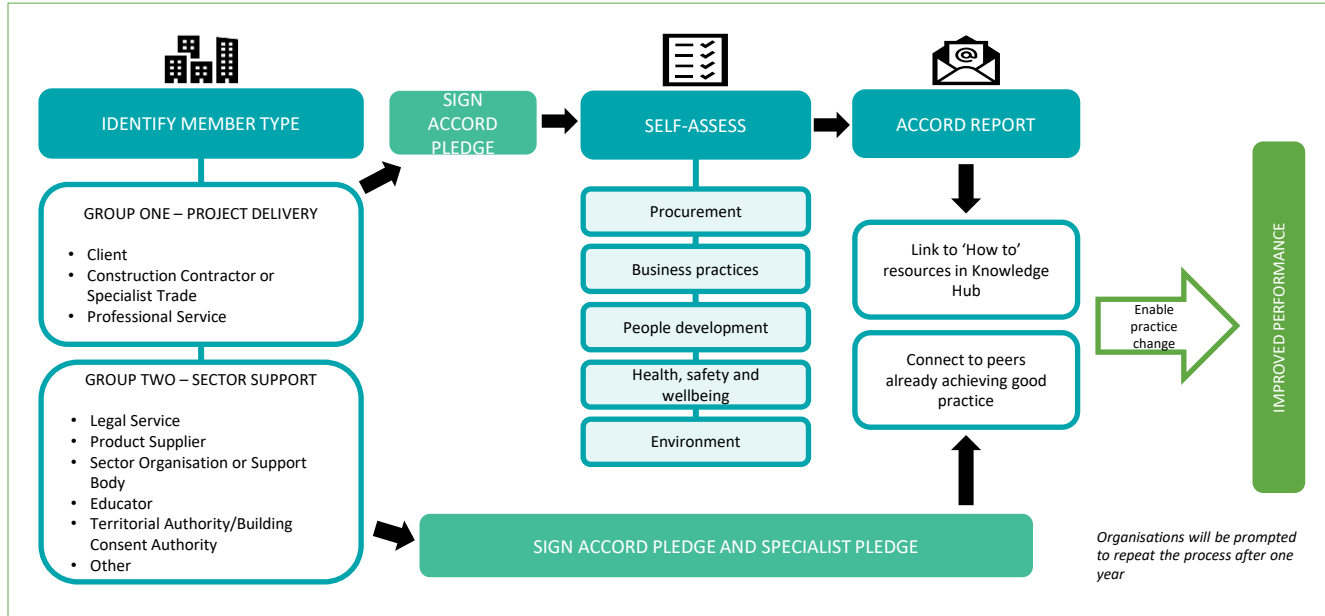 IDENTIFY MEMBER TYPE
GROUP ONE – PROJECT DELIVERY
• Client
• Construction Contractor or
Specialist Trade
• Professional Service
GROUP TWO – SECTOR SUPPORT
• Legal Service
• Product Supplier
• Sector Organisation or Support
Body
• Educator
• Territorial Authority/Building
Consent Authority
• Other
SIGN
ACCORD
PLEDGE
SELF-ASSESS
Procurement
Business practices
People development
Health, safety and
wellbeing
Environment
@
ACCORD REPORT
Link to ‘How to’
resources in Knowledge
Hub
Connect to peers
already achieving good
practice
SIGN ACCORD PLEDGE AND SPECIALIST PLEDGE
Enable
practice
change
IMPROVED PERFORMANCE
Organisations will be prompted
to repeat the process after one
year